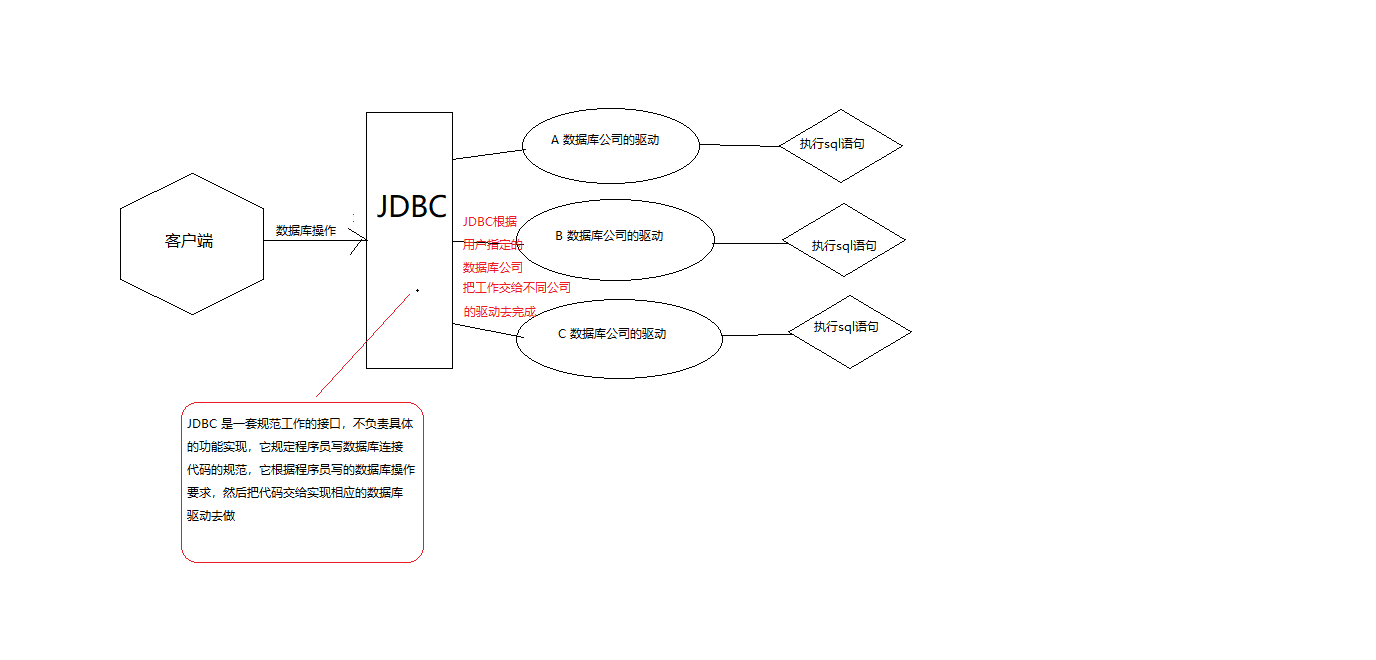 客户端
数据库操作
JDBC
A 数据库公司的驱动
执行sql语句
JDBC根据
用户指定的
数据库公司
把工作交给不同公司
的驱动去完成
B 数据库公司的驱动
执行sql语句
C 数据库公司的驱动
执行sql语句
JDBC 是一套规范工作的接口，不负责具体
的功能实现，它规定程序员写数据库连接
代码的规范，它根据程序员写的数据库操作
要求，然后把代码交给实现相应的数据库
驱动去做